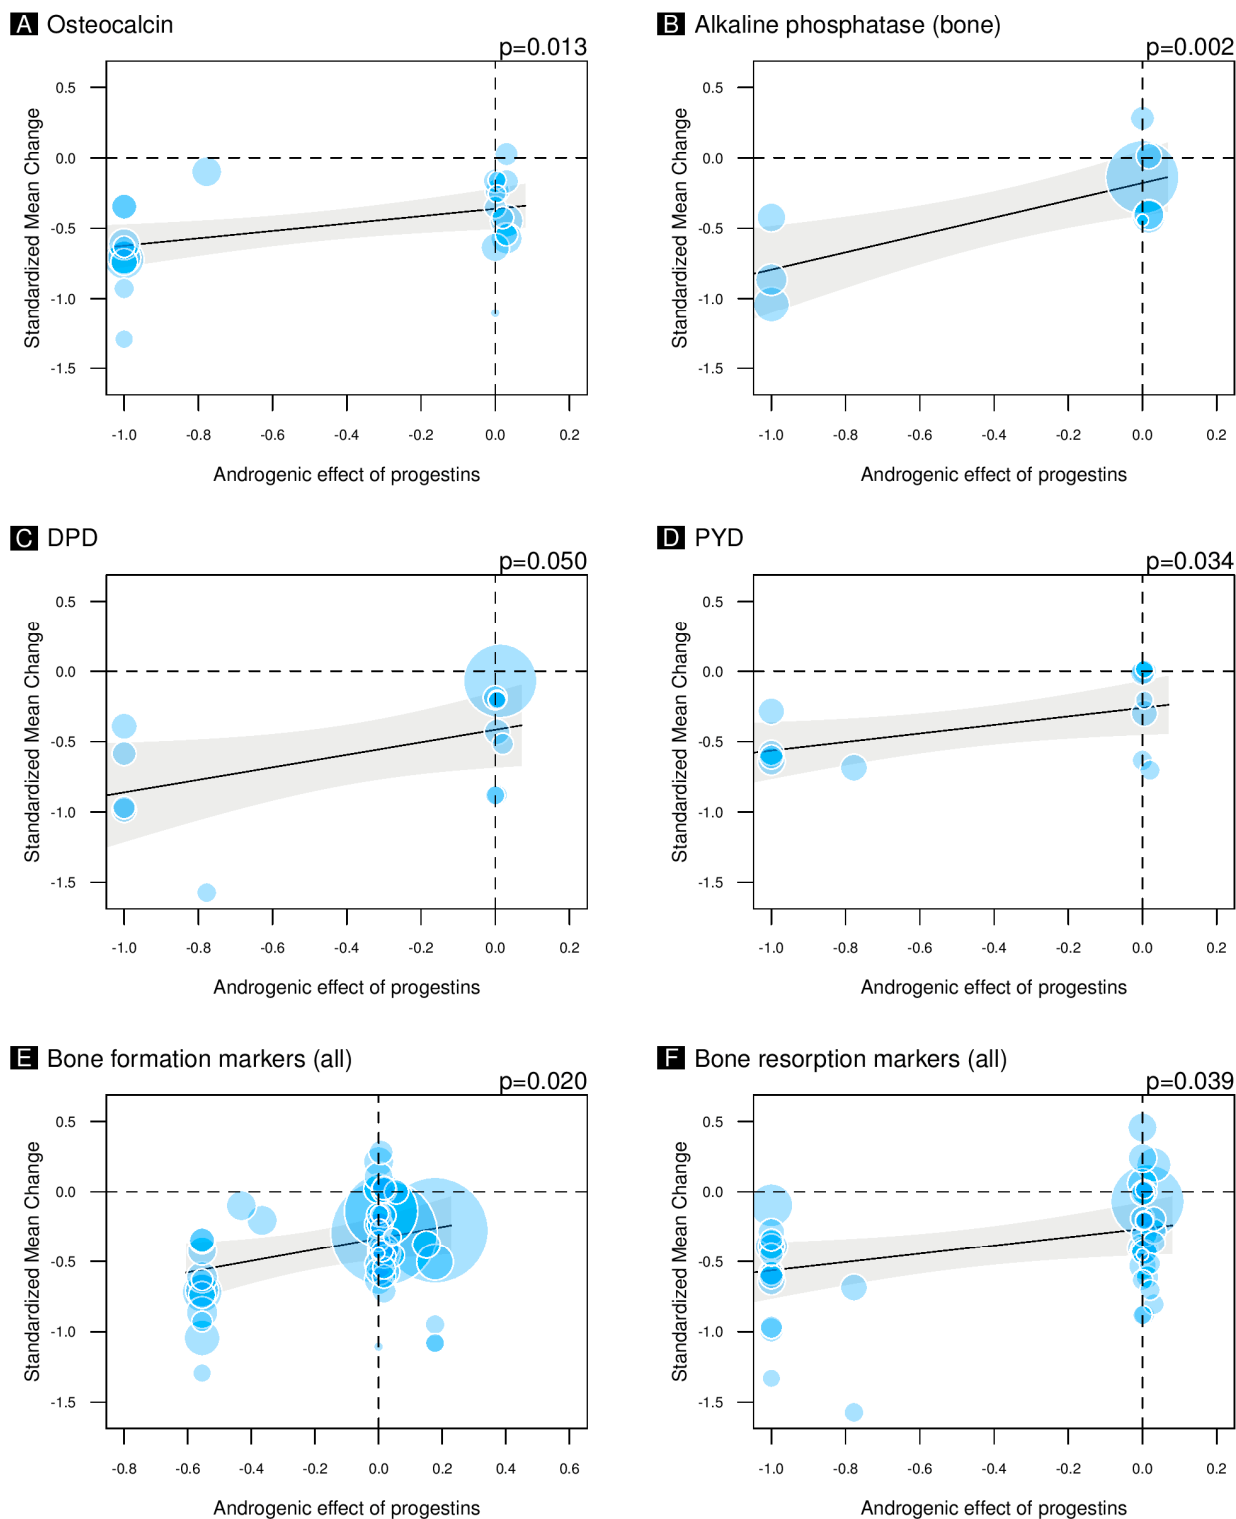 A Osteocalcin
p=0.013
Standardized Mean Change
0.5
0.0
-0.5
-1.0
-1.5
-1.0 -0.8 -0.6 -0.4 -0.2 0.0 0.2
Androgenic effect of progestins
B Alkaline phosphatase (bone)
p=0.002
Standardized Mean Change
0.5
0.0
-0.5
-1.0
-1.5
-1.0 -0.8 -0.6 -0.4 -0.2 0.0 0.2
Androgenic effect of progestins
C DPD
p=0.050
Standardized Mean Change
0.5
0.0
-0.5
-1.0
-1.5
-1.0 -0.8 -0.6 -0.4 -0.2 0.0 0.2
Androgenic effect of progestins
D PYD
p=0.034
Standardized Mean Change
0.5
0.0
-0.5
-1.0
-1.5
-1.0 -0.8 -0.6 -0.4 -0.2 0.0 0.2
Androgenic effect of progestins
E Bone formation markers (all)
p=0.020
Standardized Mean Change
0.5
0.0
-0.5
-1.0
-1.5
-0.8 -0.6 -0.4 -0.2 0.0 0.2 0.4 0.6
Androgenic effect of progestins
F Bone resorption markers (all)
p=0.039
Standardized Mean Change
0.5
0.0
-0.5
-1.0
-1.5
-1.0 -0.8 -0.6 -0.4 -0.2 0.0 0.2
Androgenic effect of progestins